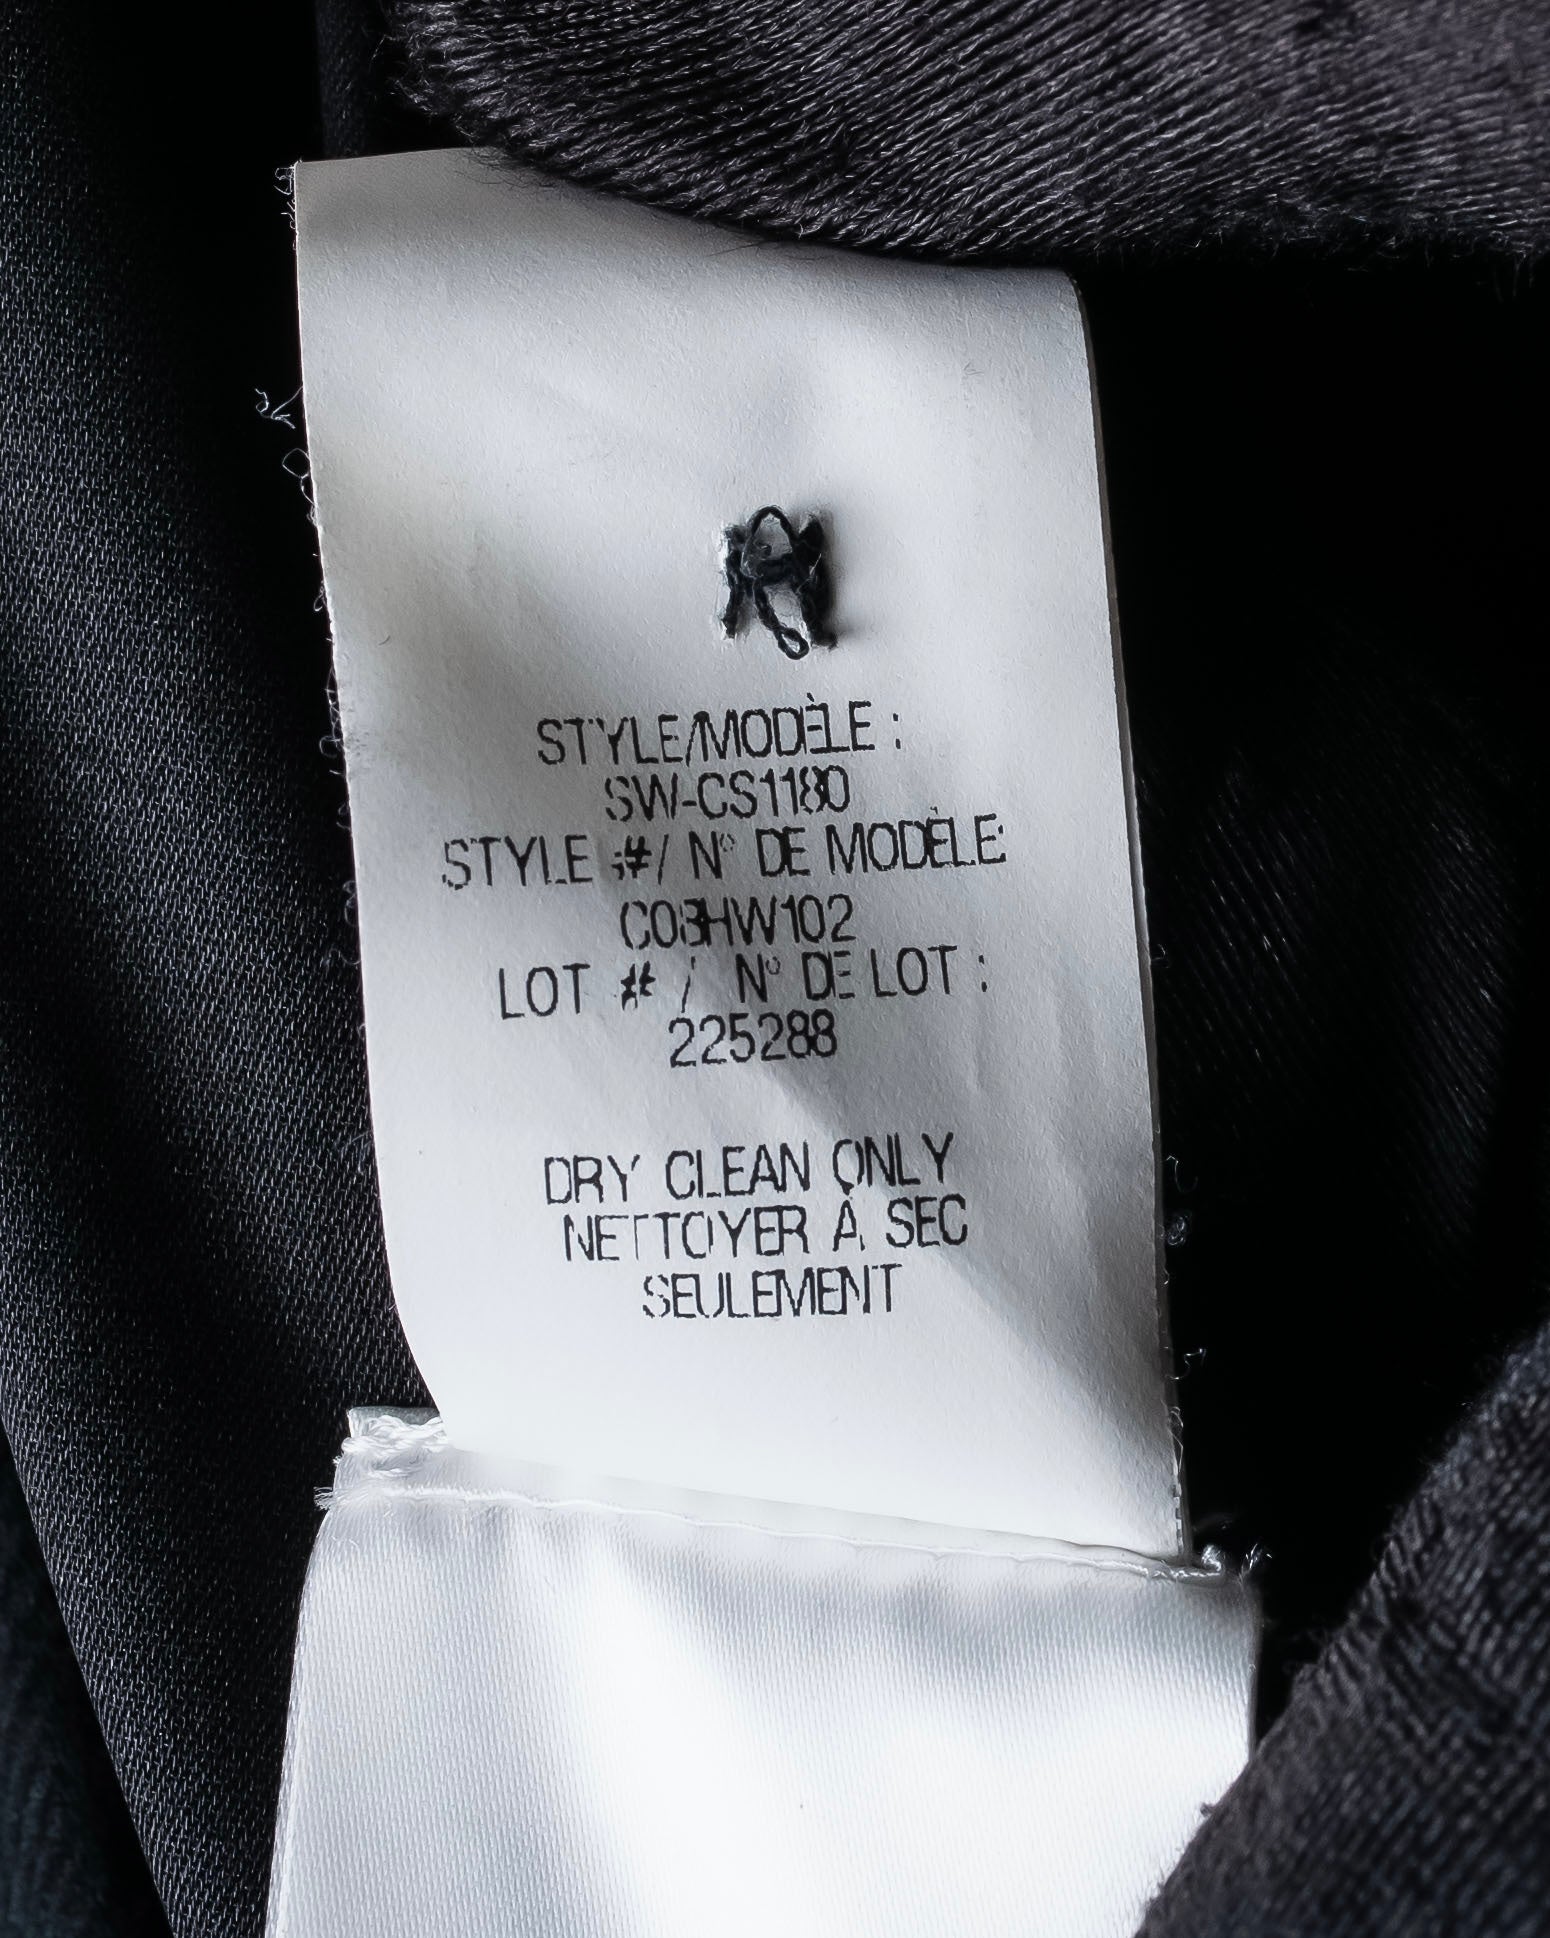 STYLE/MODÈLE :
SW-CS1180
STYLE #/ N° DE MODÈLE:
C08HW102
LOT # / N° DE LOT :
225288
DRY CLEAN ONLY
NETTOYER À SEC
SEULEMENT